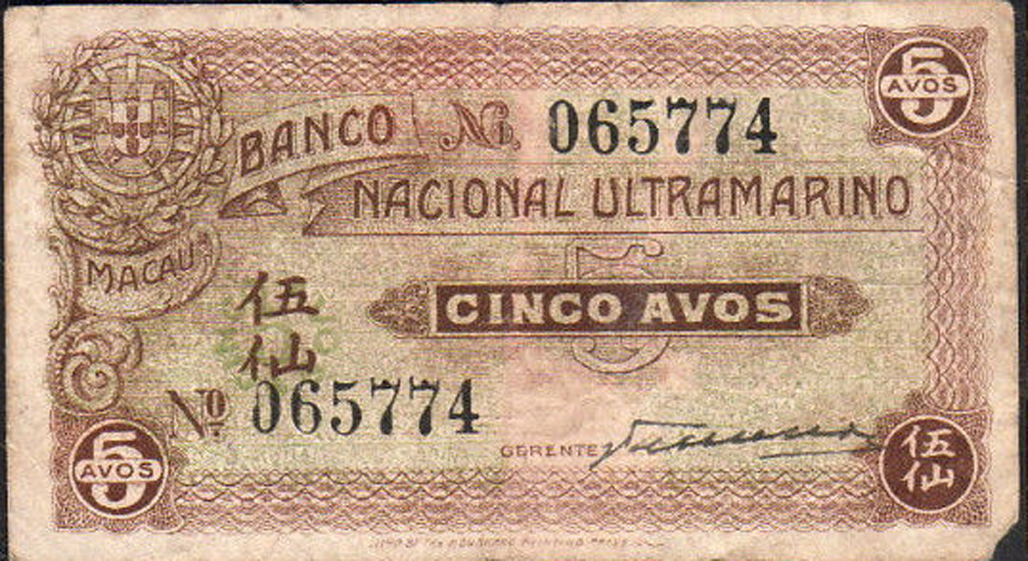 5
AVOS
BANCO
No. 065774
NACIONAL ULTRAMARINO
MACAU
5
CINCO AVOS
伍
仙
No. 065774
GERENTE
5
AVOS
伍
仙